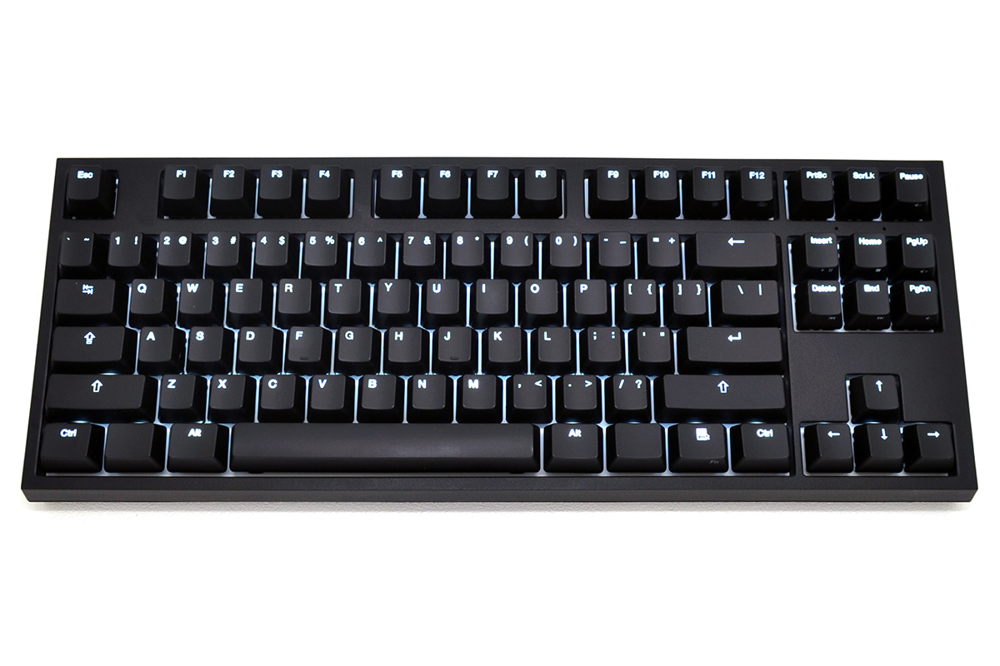 Esc F1 F2 F3 F4 F5 F6 F7 F8 F9 F10 F11 F12 PrtSc ScrLk Pause
` ~ 1 ! 2 @ 3 # 4 $ 5 % 6 ^ 7 & 8 * 9 ( 0 ) - _ = + ← Insert Home PgUp
Q W E R T Y U I O P [ { ] } \ | Delete End PgDn
A S D F G H J K L ; : ' "
Z X C V B N M , < . > / ? ↑
Ctrl Alt Alt Fn Ctrl ← ↓ →